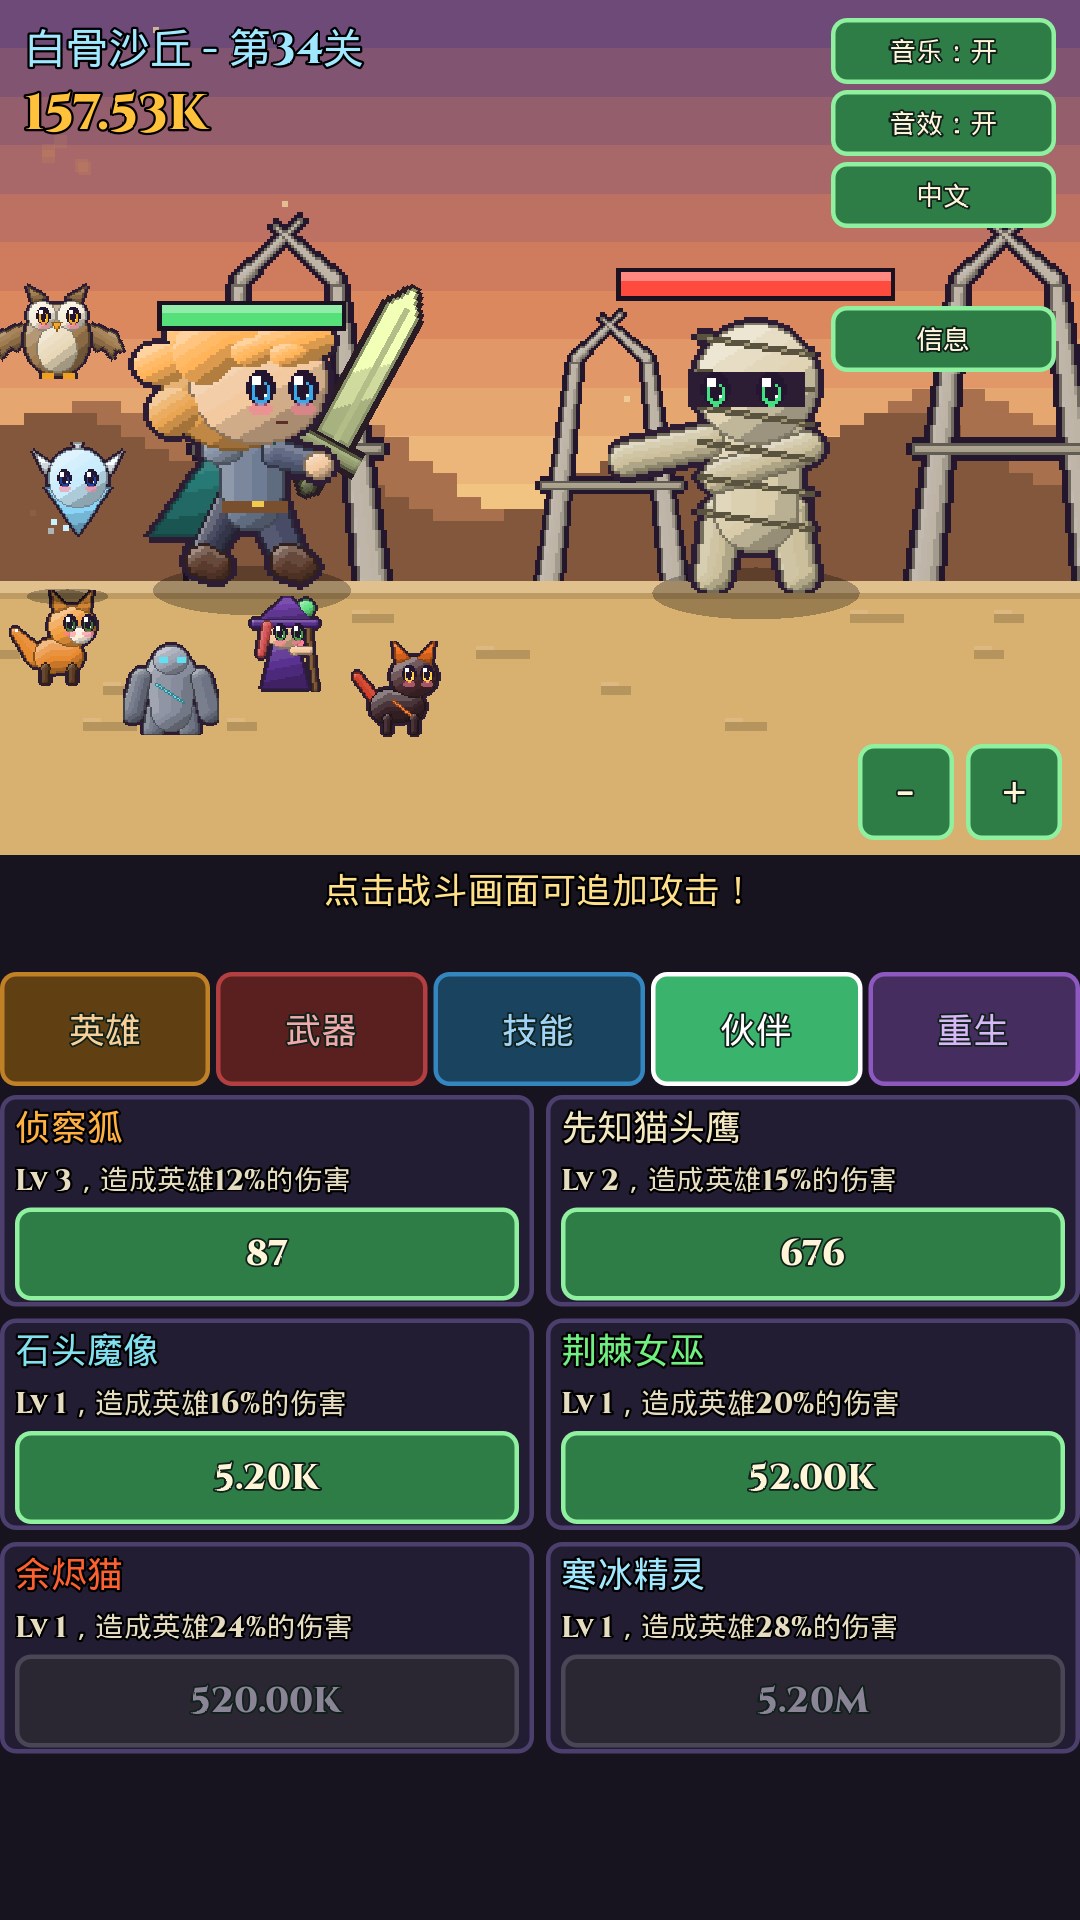 白骨沙丘 - 第34关
157.53K
音乐：开
音效：开
中文
信息
-
+
点击战斗画面可追加攻击！
英雄
武器
技能
伙伴
重生
侦察狐
Lv 3，造成英雄12%的伤害
87
先知猫头鹰
Lv 2，造成英雄15%的伤害
676
石头魔像
Lv 1，造成英雄16%的伤害
5.20K
荆棘女巫
Lv 1，造成英雄20%的伤害
52.00K
余烬猫
Lv 1，造成英雄24%的伤害
520.00K
寒冰精灵
Lv 1，造成英雄28%的伤害
5.20M